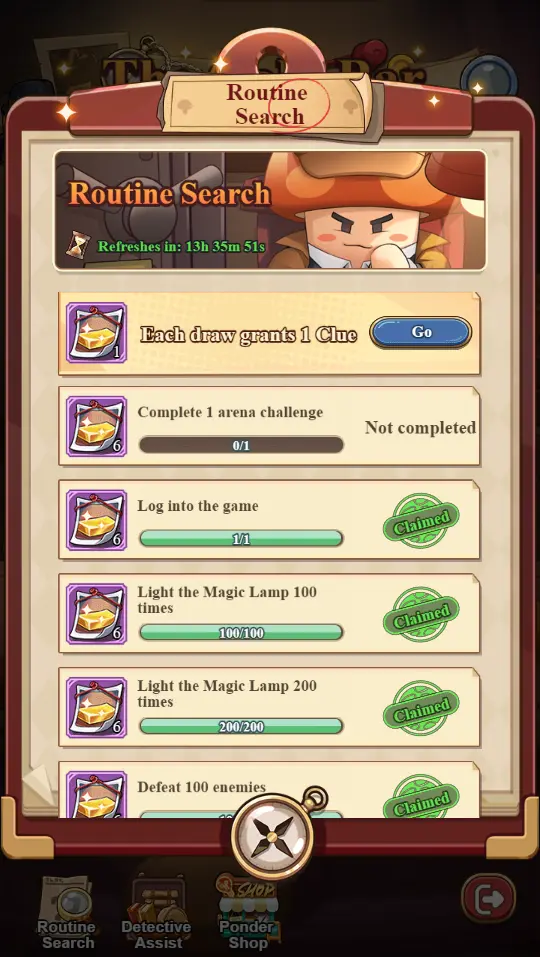 Routine
Search
Routine Search
Refreshes in: 13h 35m 51s
Each draw grants 1 Clue
Go
1
Complete 1 arena challenge
0/1
Not completed
6
Log into the game
1/1
Claimed
6
Light the Magic Lamp 100
times
100/100
Claimed
6
Light the Magic Lamp 200
times
200/200
Claimed
6
Defeat 100 enemies
Claimed
SHOP
Routine
Search
Detective
Assist
Ponder
Shop